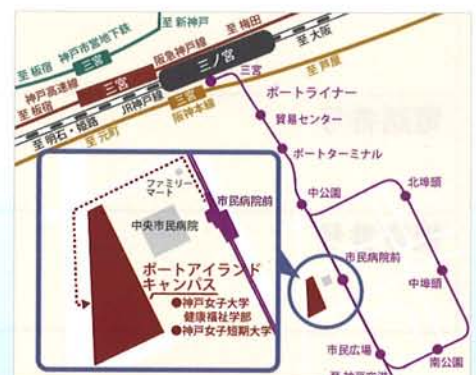 至 板宿
神戸市営地下鉄
至 新神戸
三宮
阪急神戸線
至 梅田
至 大阪
神戸高速線
至 板宿
三宮
三ノ宮
三宮
JR神戸線
三宮
阪神本線
至 芦屋
至 明石・姫路
至 元町
ポートライナー
貿易センター
ポートターミナル
中公園
北埠頭
市民病院前
中埠頭
市民広場
南公園
ファミリー
マート
市民病院前
中央市民病院
ポートアイランド
キャンパス
●神戸女子大学
健康福祉学部
●神戸女子短期大学